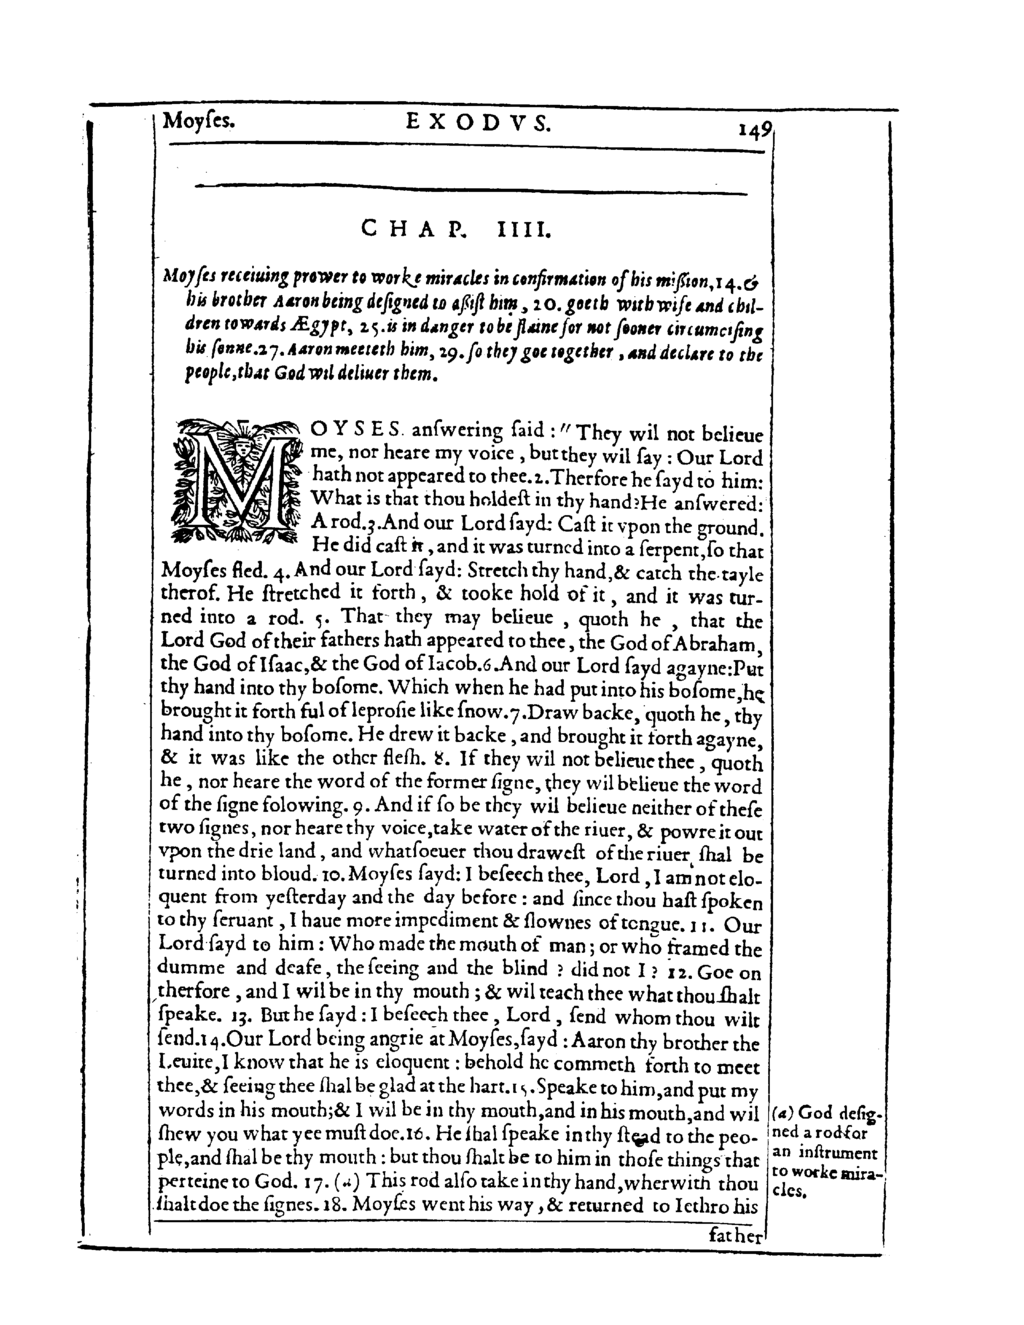 Moyſes. EXODVS. 149
CHAP. IIII.
Moyſes receiuing prower to worke miracles in confirmation of his miſsion, 14. &
his brother Aaron being deſigned to aſsiſt him, 20. goeth with wife and chil-
dren towards Ægypt, 25. is in danger to be ſlaine for not ſooner circumciſing
his ſonne. 27. Aaron meeteth him, 29. ſo they goe together, and declare to the
people, that God wil deliuer them.
MOYSES. anſwering ſaid : " They wil not belieue
me, nor heare my voice, but they wil ſay : Our Lord
hath not appeared to thee. 2. Therfore he ſayd to him:
What is that thou holdeſt in thy hand? He anſwered:
A rod. 3. And our Lord ſayd: Caſt it vpon the ground.
He did caſt it, and it was turned into a ſerpent, ſo that
Moyſes fled. 4. And our Lord ſayd: Stretch thy hand, & catch the tayle
therof. He ſtretched it forth, & tooke hold of it, and it was tur-
ned into a rod. 5. That they may belieue, quoth he, that the
Lord God of their fathers hath appeared to thee, the God of Abraham,
the God of Iſaac, & the God of Iacob. 6. And our Lord ſayd agayne: Put
thy hand into thy boſome. Which when he had put into his boſome, he
brought it forth ful of leproſie like ſnow. 7. Draw backe, quoth he, thy
hand into thy boſome. He drew it backe, and brought it forth agayne,
& it was like the other fleſh. 8. If they wil not belieue thee, quoth
he, nor heare the word of the former ſigne, they wil belieue the word
of the ſigne folowing. 9. And if ſo be they wil belieue neither of theſe
two ſignes, nor heare thy voice, take water of the riuer, & powre it out
vpon the drie land, and whatſoeuer thou draweſt of the riuer ſhal be
turned into bloud. 10. Moyſes ſayd: I beſeech thee, Lord, I am not elo-
quent from yeſterday and the day before : and ſince thou haſt ſpoken
to thy ſeruant, I haue more impediment & ſlownes of tongue. 11. Our
Lord ſayd to him : Who made the mouth of man ; or who framed the
dumme and deafe, the ſeeing and the blind ? did not I ? 12. Goe on
therfore, and I wil be in thy mouth ; & wil teach thee what thou ſhalt
ſpeake. 13. But he ſayd : I beſeech thee, Lord, ſend whom thou wilt
ſend. 14. Our Lord being angrie at Moyſes, ſayd : Aaron thy brother the
Leuite, I know that he is eloquent : behold he commeth forth to meet
thee, & ſeeing thee ſhal be glad at the hart. 15. Speake to him, and put my
words in his mouth; & I wil be in thy mouth, and in his mouth, and wil
ſhew you what yee muſt doe. 16. He ſhal ſpeake in thy ſtead to the peo-
ple, and ſhal be thy mouth : but thou ſhalt be to him in thoſe things that
perteine to God. 17. (a) This rod alſo take in thy hand, wherwith thou
ſhalt doe the ſignes. 18. Moyſes went his way, & returned to Iethro his
father
(a) God deſig-
ned a rod for
an inſtrument
to worke mira-
cles.